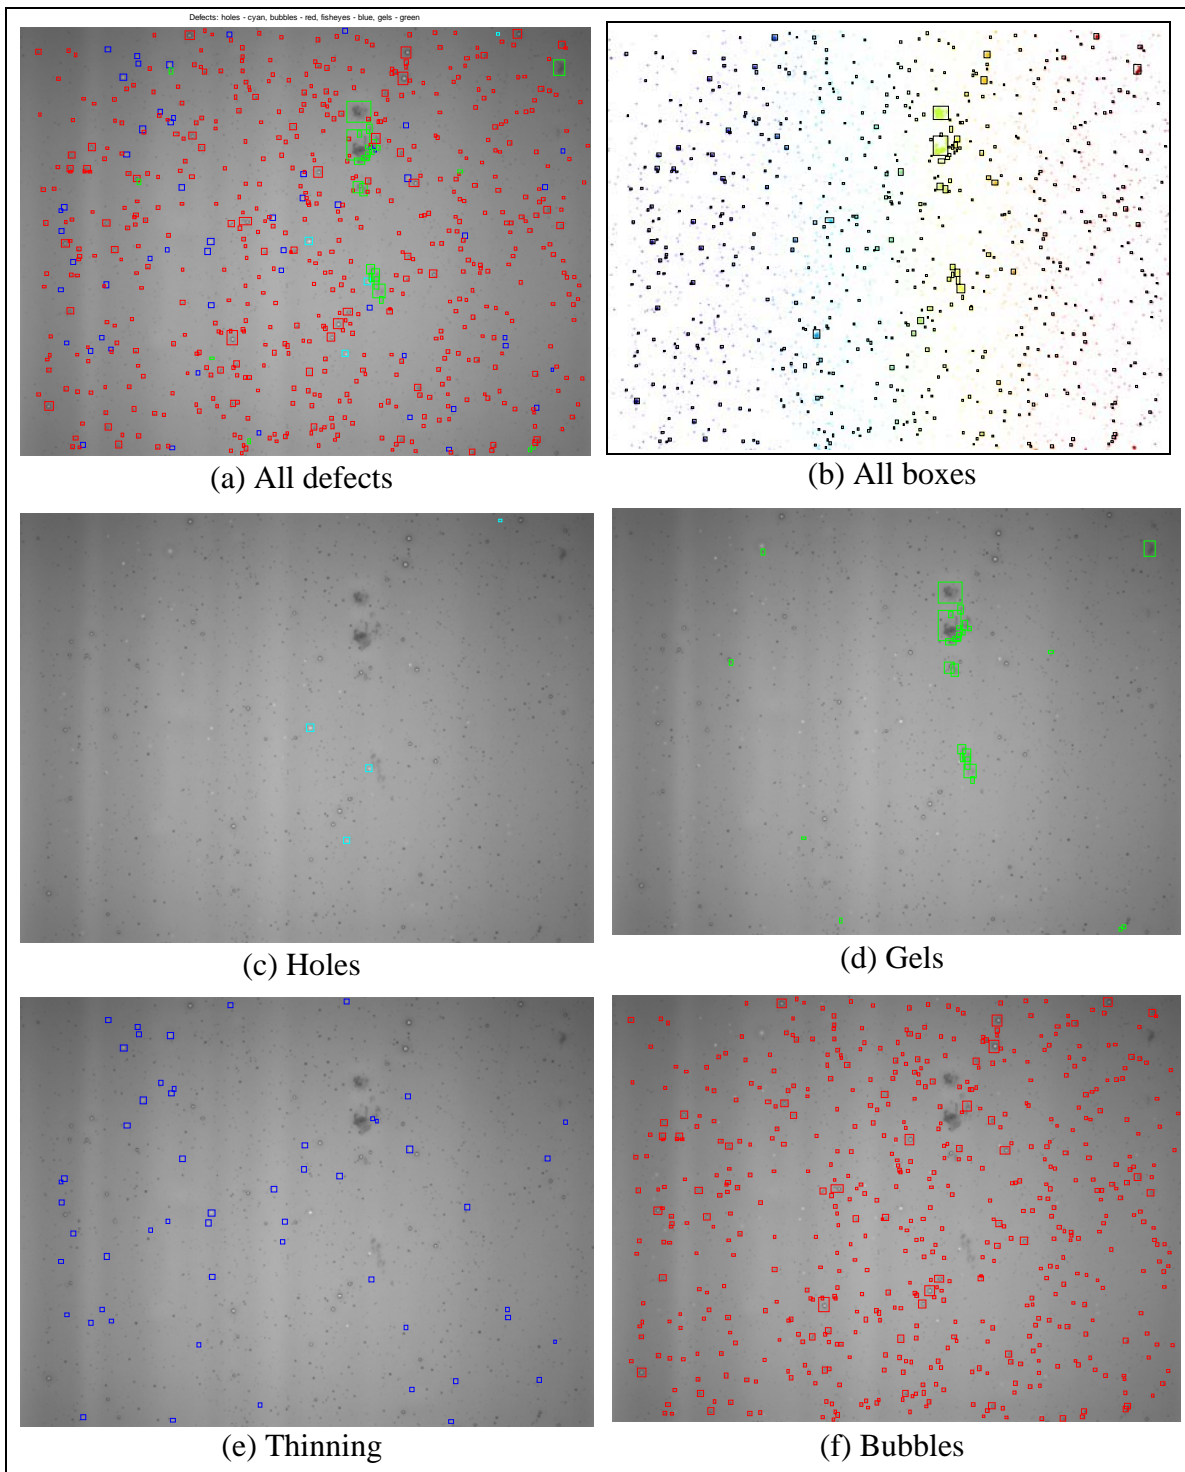 Defects: holes - cyan, bubbles - red, fisheyes - blue, gels - green
(a) All defects
(b) All boxes
(c) Holes
(d) Gels
(e) Thinning
(f) Bubbles